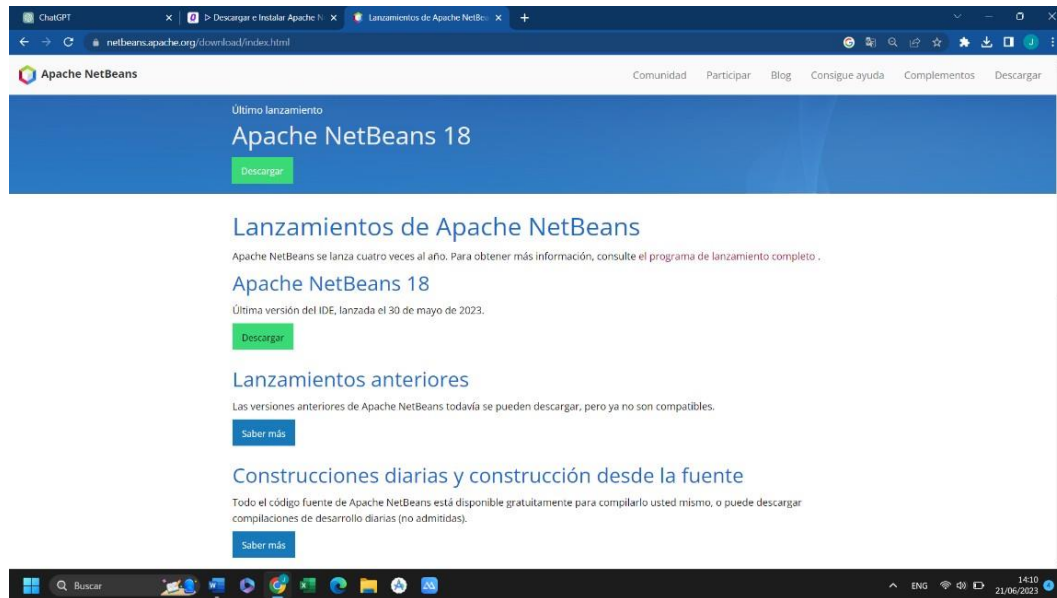 ChatGPT
Descargar e Instalar Apache N
Lanzamientos de Apache NetBea
netbeans.apache.org/download/index.html
Apache NetBeans
Comunidad
Participar
Blog
Consigue ayuda
Complementos
Descargar
Último lanzamiento
Apache NetBeans 18
Descargar
Lanzamientos de Apache NetBeans
Apache NetBeans se lanza cuatro veces al año. Para obtener más información, consulte el programa de lanzamiento completo .
Apache NetBeans 18
Última versión del IDE, lanzada el 30 de mayo de 2023.
Descargar
Lanzamientos anteriores
Las versiones anteriores de Apache NetBeans todavía se pueden descargar, pero ya no son compatibles.
Saber más
Construcciones diarias y construcción desde la fuente
Todo el código fuente de Apache NetBeans está disponible gratuitamente para compilarlo usted mismo, o puede descargar
compilaciones de desarrollo diarias (no admitidas).
Saber más
Buscar
ENG
14:10
21/06/2023